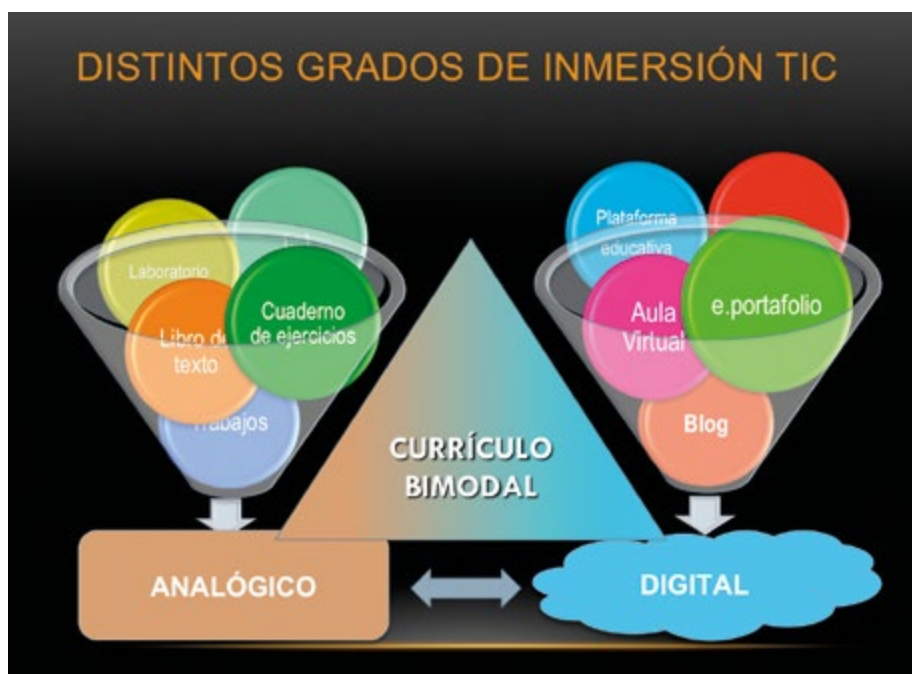 DISTINTOS GRADOS DE INMERSIÓN TIC
Laboratorio
Libro de
texto
Cuaderno
de ejercicios
Trabajos
Plataforma
educativa
Aula
Virtual
e.portafolio
Blog
CURRÍCULO
BIMODAL
ANALÓGICO
DIGITAL